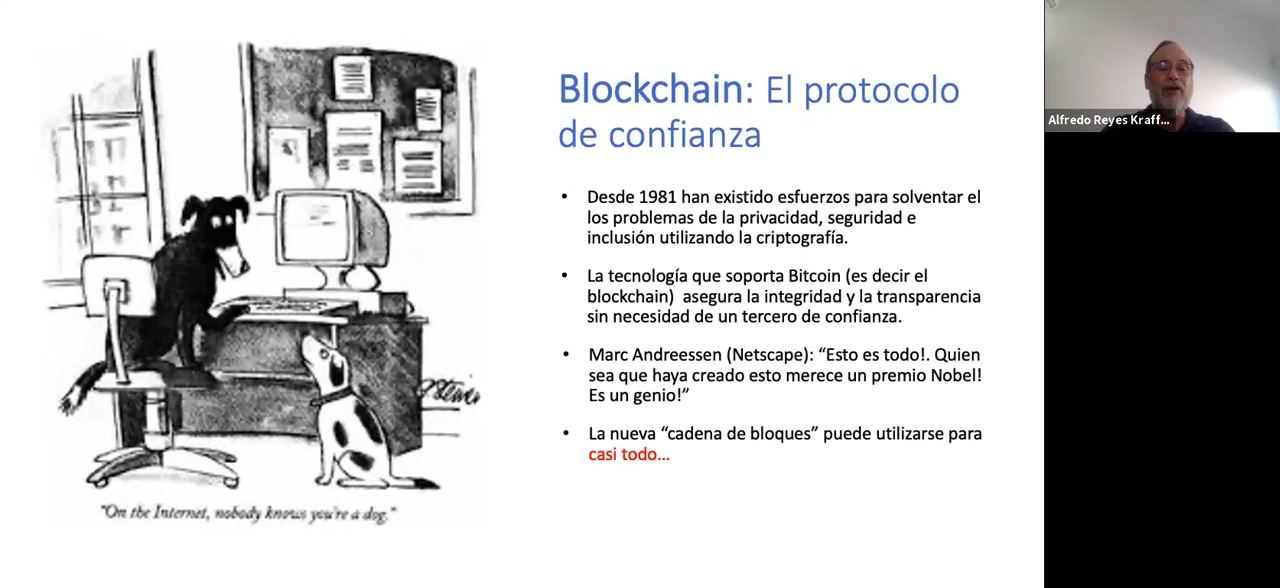 Blockchain: El protocolo
de confianza
• Desde 1981 han existido esfuerzos para solventar el
los problemas de la privacidad, seguridad e
inclusión utilizando la criptografía.
• La tecnología que soporta Bitcoin (es decir el
blockchain) asegura la integridad y la transparencia
sin necesidad de un tercero de confianza.
• Marc Andreessen (Netscape): “Esto es todo!. Quien
sea que haya creado esto merece un premio Nobel!
Es un genio!”
• La nueva “cadena de bloques” puede utilizarse para
casi todo...
"On the Internet, nobody knows you're a dog."
Alfredo Reyes Kraff...